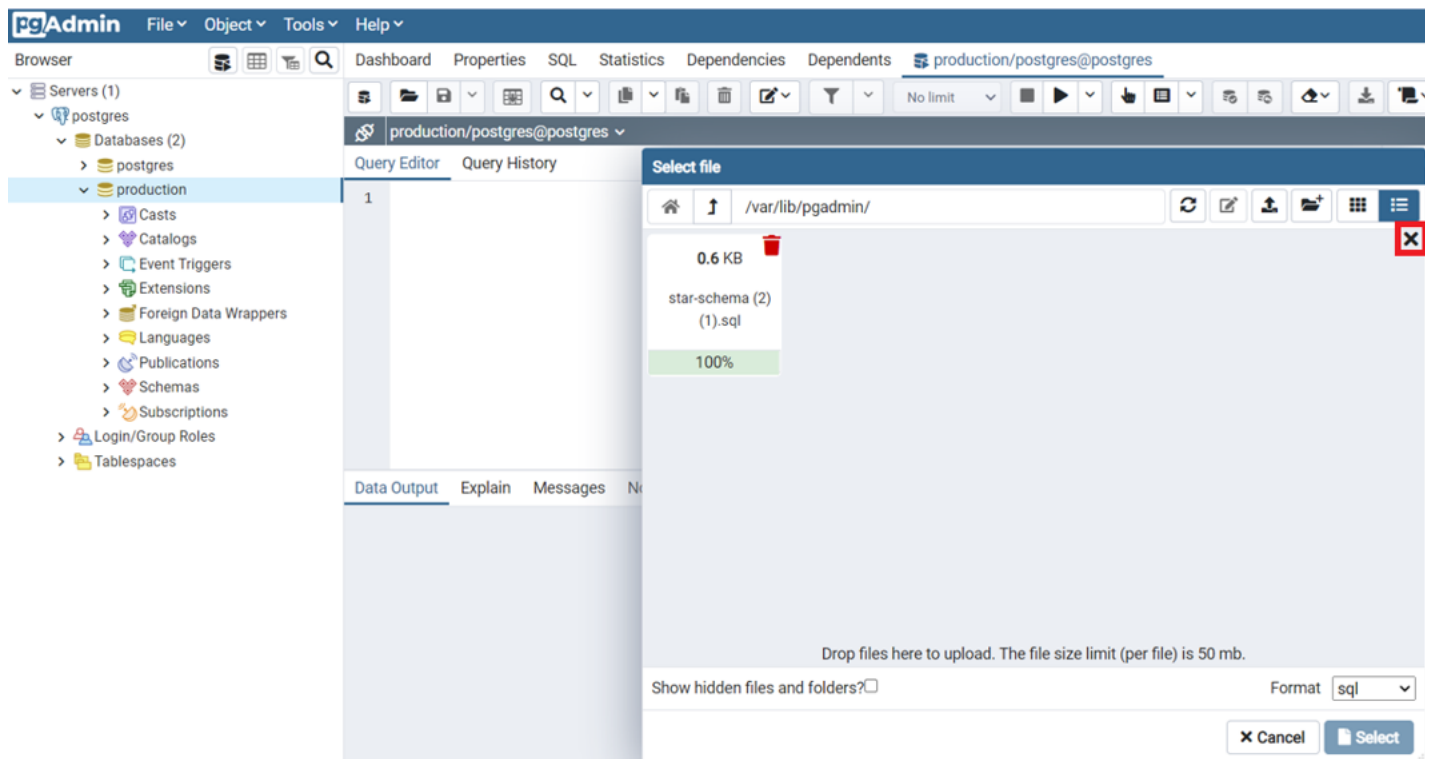 pgAdmin File Object Tools Help
Browser
Dashboard Properties SQL Statistics Dependencies Dependents production/postgres@postgres
Servers (1)
postgres
Databases (2)
postgres
production
Casts
Catalogs
Event Triggers
Extensions
Foreign Data Wrappers
Languages
Publications
Schemas
Subscriptions
Login/Group Roles
Tablespaces
No limit
production/postgres@postgres
Query Editor Query History
1
Data Output Explain Messages
Select file
/var/lib/pgadmin/
0.6 KB
star-schema (2)
(1).sql
100%
Drop files here to upload. The file size limit (per file) is 50 mb.
Show hidden files and folders? Format sql
Cancel Select